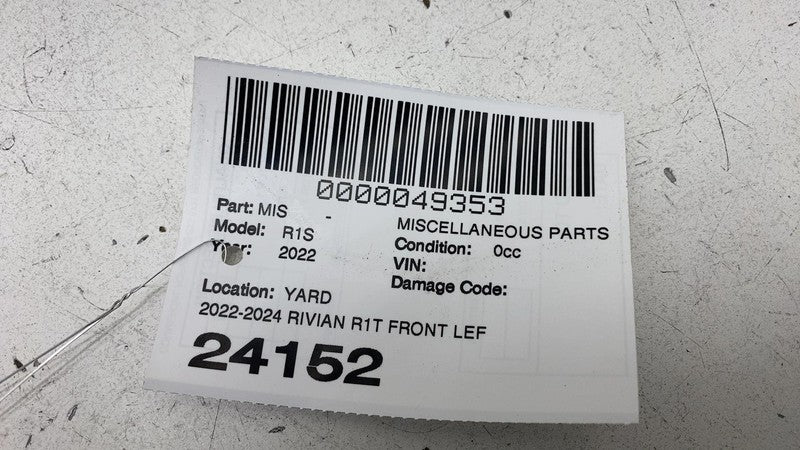 0000049353
Part: MIS - MISCELLANEOUS PARTS
Model: R1S Condition: 0cc
Year: 2022 VIN:
Damage Code:
Location: YARD
2022-2024 RIVIAN R1T FRONT LEF
24152